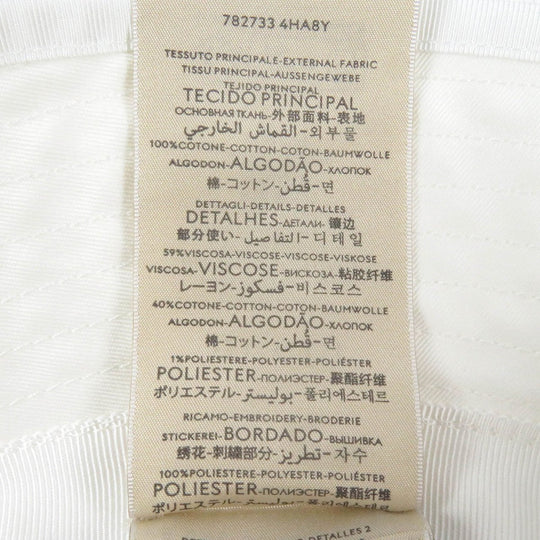 782733 4HA8Y
TESSUTO PRINCIPALE-EXTERNAL FABRIC
TISSU PRINCIPAL-AUSSENGEWEBE
TEJIDO PRINCIPAL
TECIDO PRINCIPAL
ОСНОВНАЯ ТКАНЬ-外部面料-表地
القماش الخارجي-외부물
100%COTONE-COTTON-COTON-BAUMWOLLE
ALGODON-ALGODÃO-ХЛОПОК
棉-コットン-قُطن-면
DETTAGLI-DETAILS-DETALLES
DETALHES-ДЕТАЛИ-镶边
部分使い-التفاصيل-디테일
59%VISCOSA-VISCOSE-VISCOSE-VISKOSE
VISCOSA-VISCOSE-ВИСКОЗА-粘胶纤维
レーヨン-فسكوز-비스코스
40%COTONE-COTTON-COTON-BAUMWOLLE
ALGODON-ALGODÃO-ХЛОПОК
棉-コットン-قُطن-면
1%POLIESTERE-POLYESTER-POLIÉSTER
POLIESTER-ПОЛИЭСТЕР-聚酯纤维
ポリエステル-بوليستر-폴리에스테르
RICAMO-EMBROIDERY-BRODERIE
STICKEREI-BORDADO-ВЫШИВКА
绣花-刺繍部分-تطريز-자수
100%POLIESTERE-POLYESTER-POLIÉSTER
POLIESTER-ПОЛИЭСТЕР-聚酯纤维
DETALLES 2